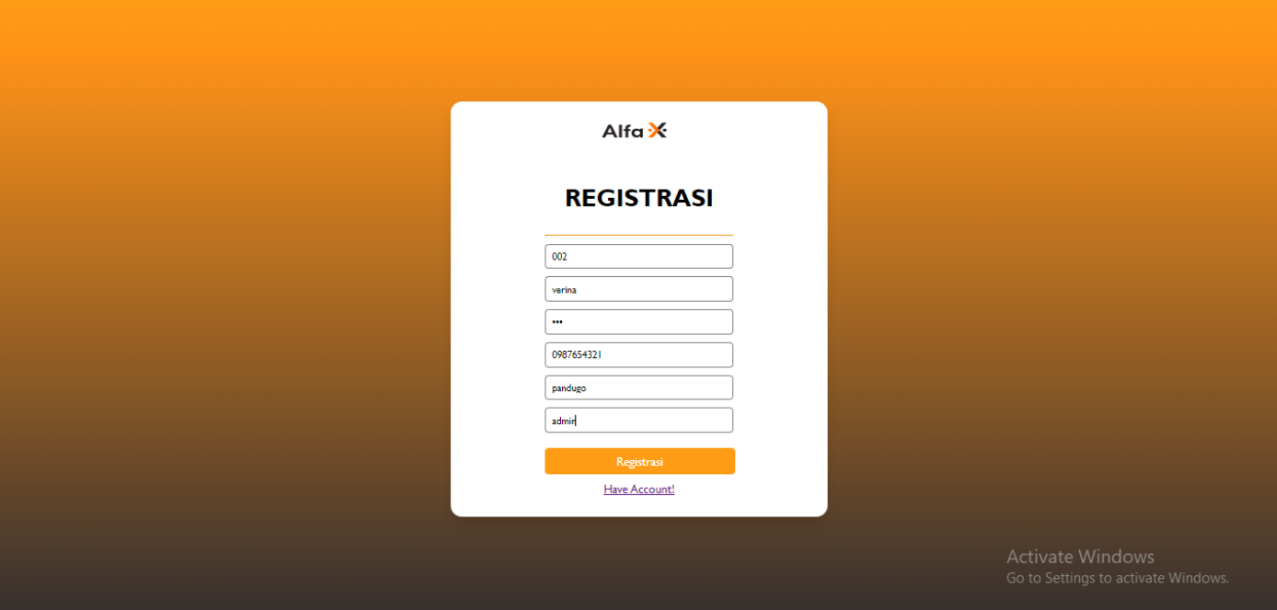 Alfa X
REGISTRASI
002
verina
•••
0987654321
pandugo
admin
Registrasi
Have Account!
Activate Windows
Go to Settings to activate Windows.